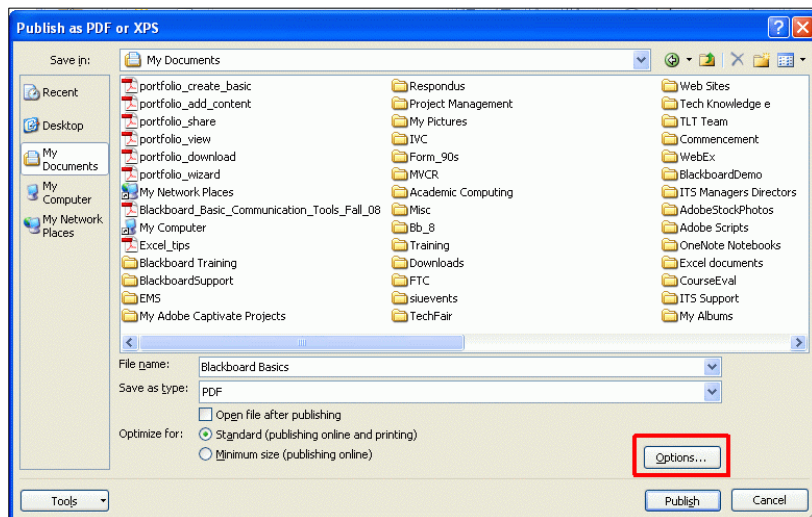 Publish as PDF or XPS
Save in: My Documents
Recent
Desktop
My Documents
My Computer
My Network Places
portfolio_create_basic
portfolio_add_content
portfolio_share
portfolio_view
portfolio_download
portfolio_wizard
My Network Places
Blackboard_Basic_Communication_Tools_Fall_08
My Computer
Excel_tips
Blackboard Training
BlackboardSupport
EMS
My Adobe Captivate Projects
Respondus
Project Management
My Pictures
IVC
Form_90s
MVCR
Academic Computing
Misc
Bb_8
Training
Downloads
FTC
siuevents
TechFair
Web Sites
Tech Knowledge e
TLT Team
Commencement
WebEx
BlackboardDemo
ITS Managers Directors
AdobeStockPhotos
Adobe Scripts
OneNote Notebooks
Excel documents
CourseEval
ITS Support
My Albums
File name: Blackboard Basics
Save as type: PDF
Open file after publishing
Optimize for: Standard (publishing online and printing)
Minimum size (publishing online)
Options...
Tools Publish Cancel